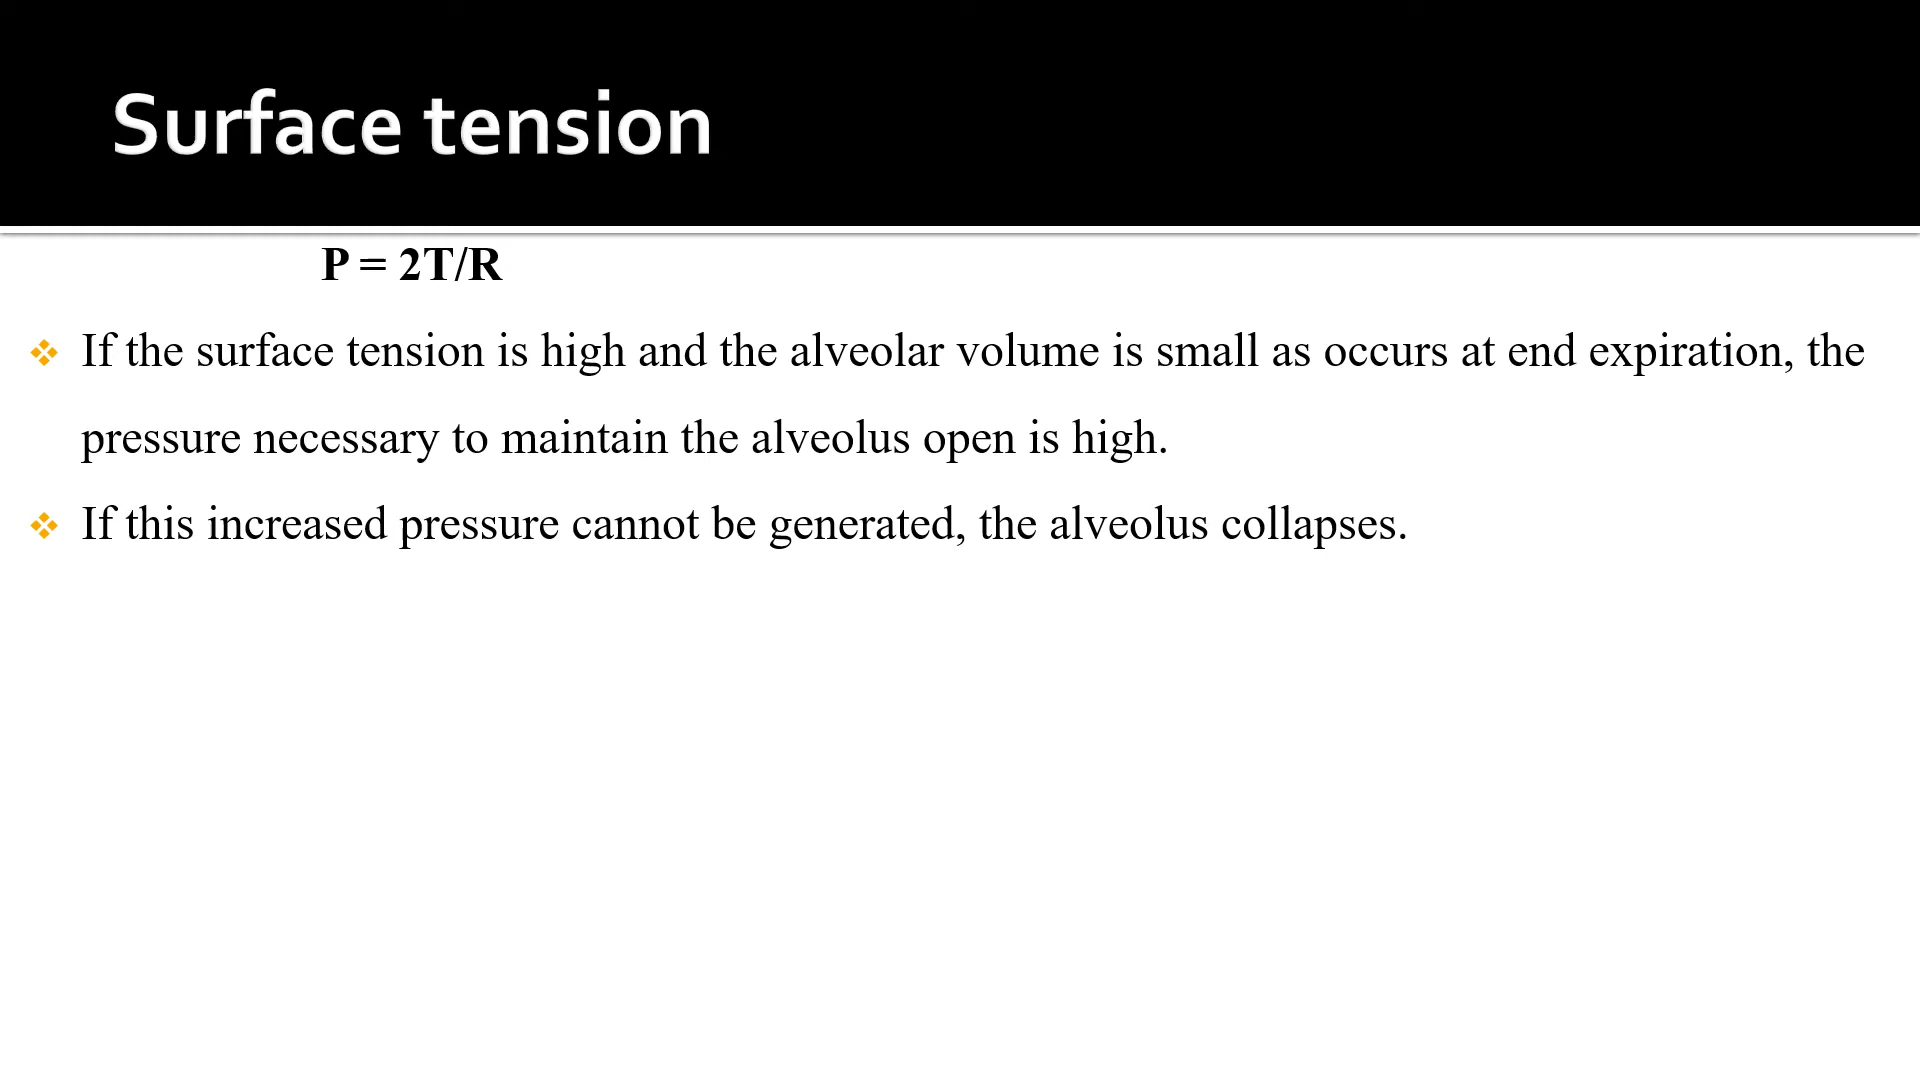 Surface tension
P = 2T/R
❖ If the surface tension is high and the alveolar volume is small as occurs at end expiration, the
pressure necessary to maintain the alveolus open is high.
❖ If this increased pressure cannot be generated, the alveolus collapses.